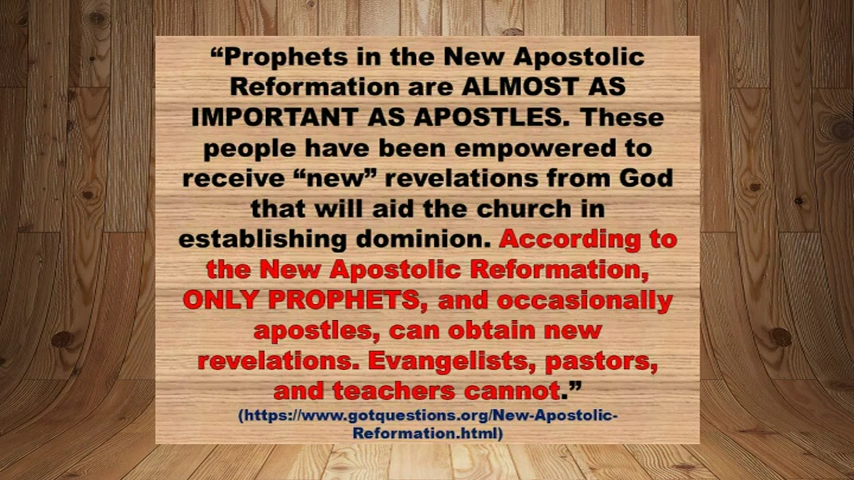 “Prophets in the New Apostolic
Reformation are ALMOST AS
IMPORTANT AS APOSTLES. These
people have been empowered to
receive “new” revelations from God
that will aid the church in
establishing dominion. According to
the New Apostolic Reformation,
ONLY PROPHETS, and occasionally
apostles, can obtain new
revelations. Evangelists, pastors,
and teachers cannot.”
(https://www.gotquestions.org/New-Apostolic-
Reformation.html)